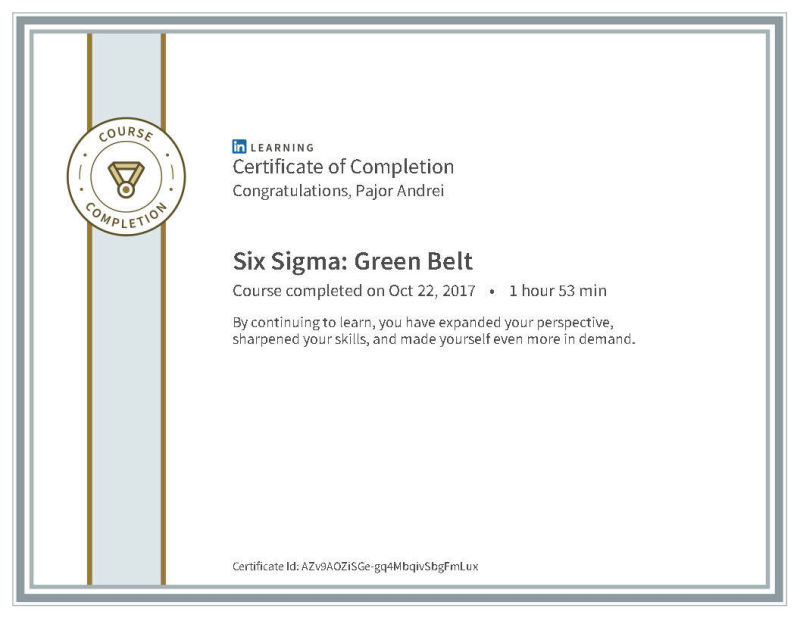 COURSE
COMPLETION
in LEARNING
Certificate of Completion
Congratulations, Pajor Andrei
Six Sigma: Green Belt
Course completed on Oct 22, 2017 • 1 hour 53 min
By continuing to learn, you have expanded your perspective,
sharpened your skills, and made yourself even more in demand.
Certificate Id: AZv9AOZiSGe-gq4MbqivSbgFmLux